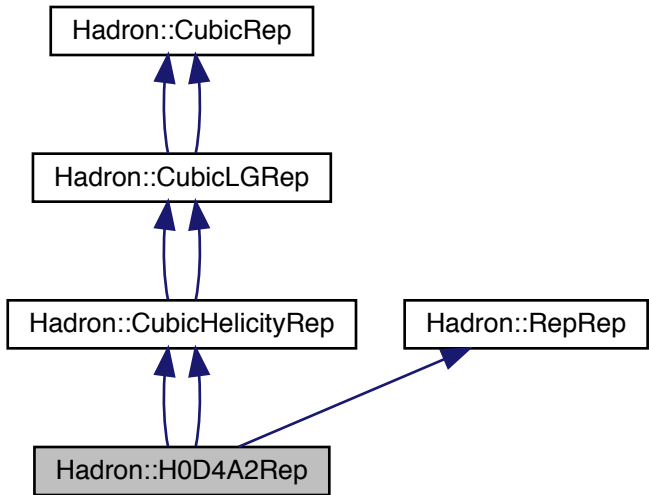 Hadron::CubicRep
Hadron::CubicLGRep
Hadron::CubicHelicityRep
Hadron::RepRep
Hadron::H0D4A2Rep